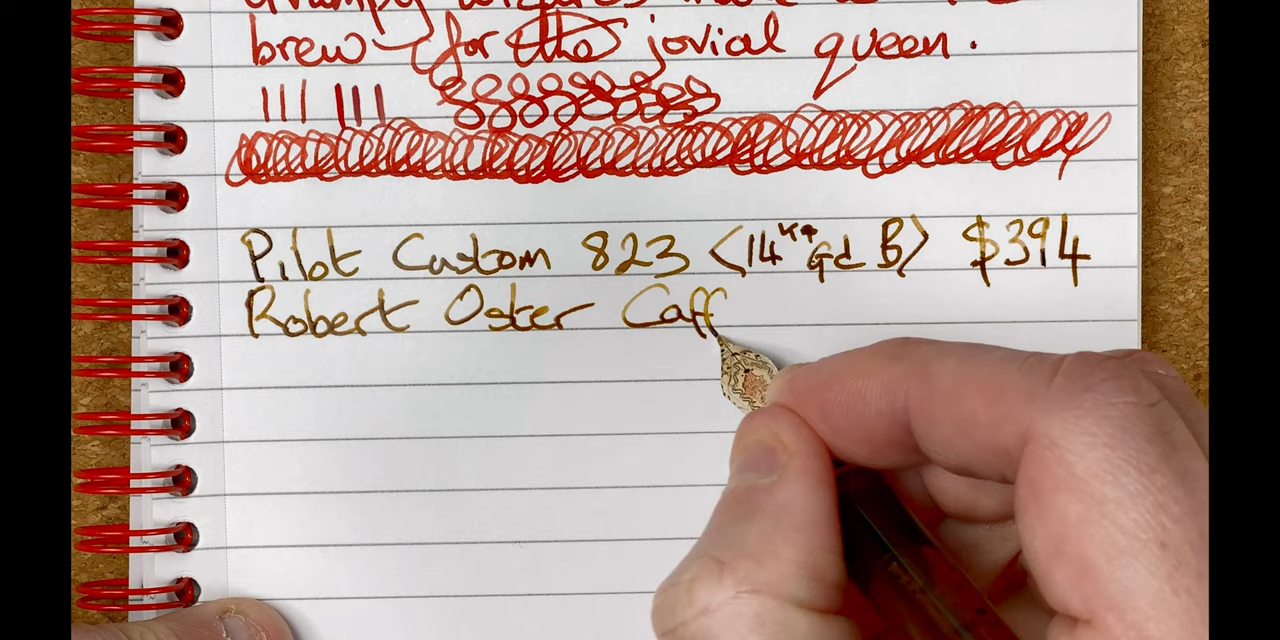 brew for the jovial queen.
Pilot Custom 823 <14kt Gd B> $394
Robert Oster Caff